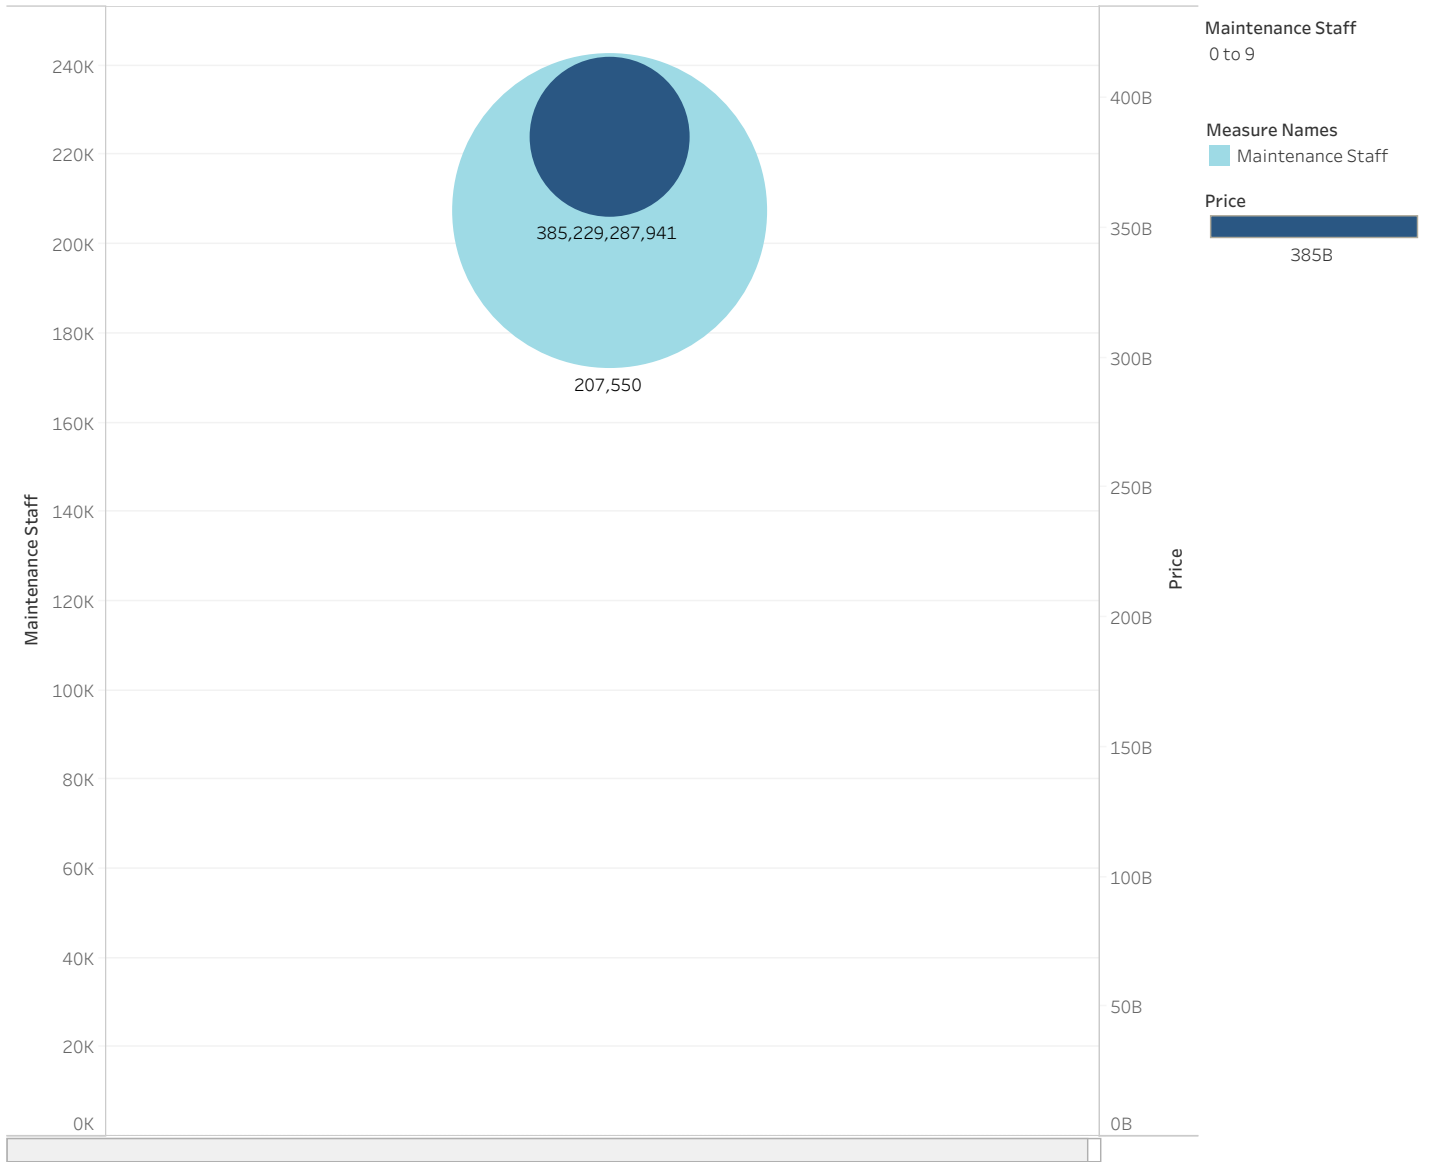 240K
220K
200K
180K
160K
140K
120K
100K
80K
60K
40K
20K
0K
Maintenance Staff
385,229,287,941
207,550
400B
350B
300B
250B
200B
150B
100B
50B
0B
Price
Maintenance Staff
0 to 9
Measure Names
Maintenance Staff
Price
385B